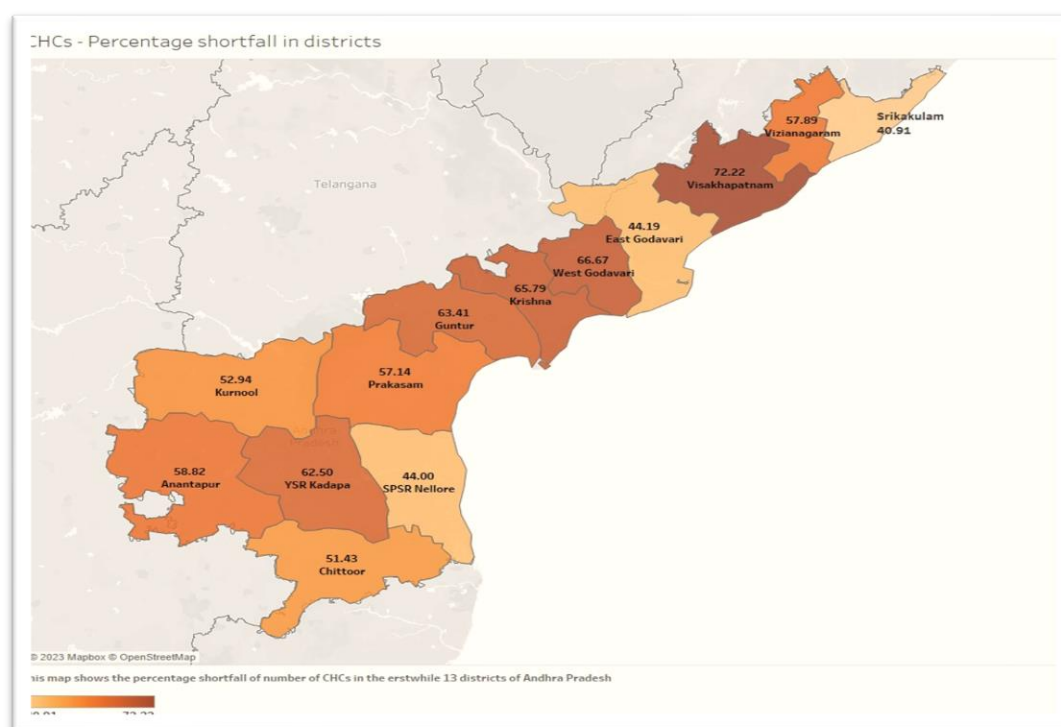 CHCs - Percentage shortfall in districts
Srikakulam
40.91
57.89
Vizianagaram
72.22
Visakhapatnam
Telangana
44.19
East Godavari
66.67
West Godavari
65.79
Krishna
63.41
Guntur
57.14
Prakasam
52.94
Kurnool
58.82
Anantapur
62.50
YSR Kadapa
44.00
SPSR Nellore
51.43
Chittoor
© 2023 Mapbox © OpenStreetMap
his map shows the percentage shortfall of number of CHCs in the erstwhile 13 districts of Andhra Pradesh